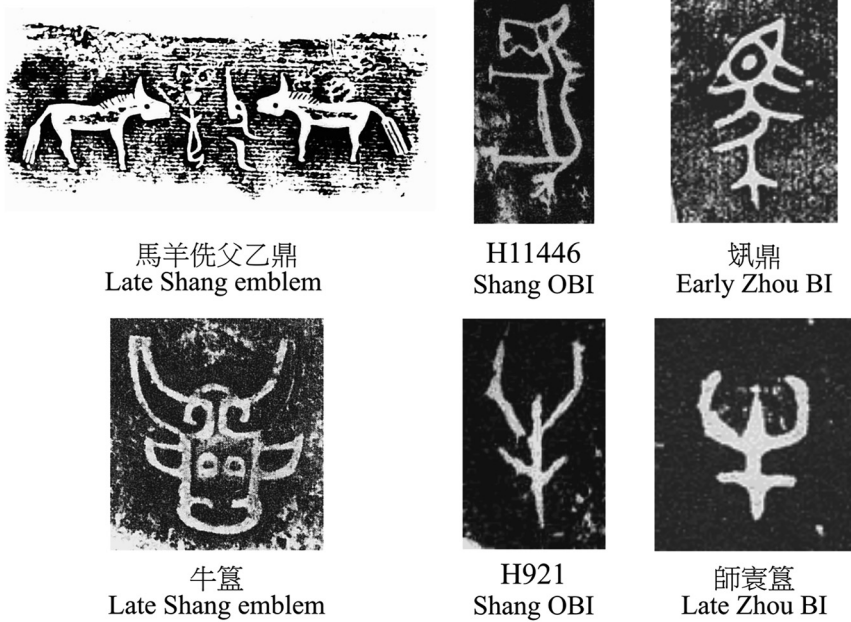 馬羊侁父乙鼎
Late Shang emblem
H11446
Shang OBI
鼎
Early Zhou BI
牛簋
Late Shang emblem
H921
Shang OBI
師㝨簋
Late Zhou BI